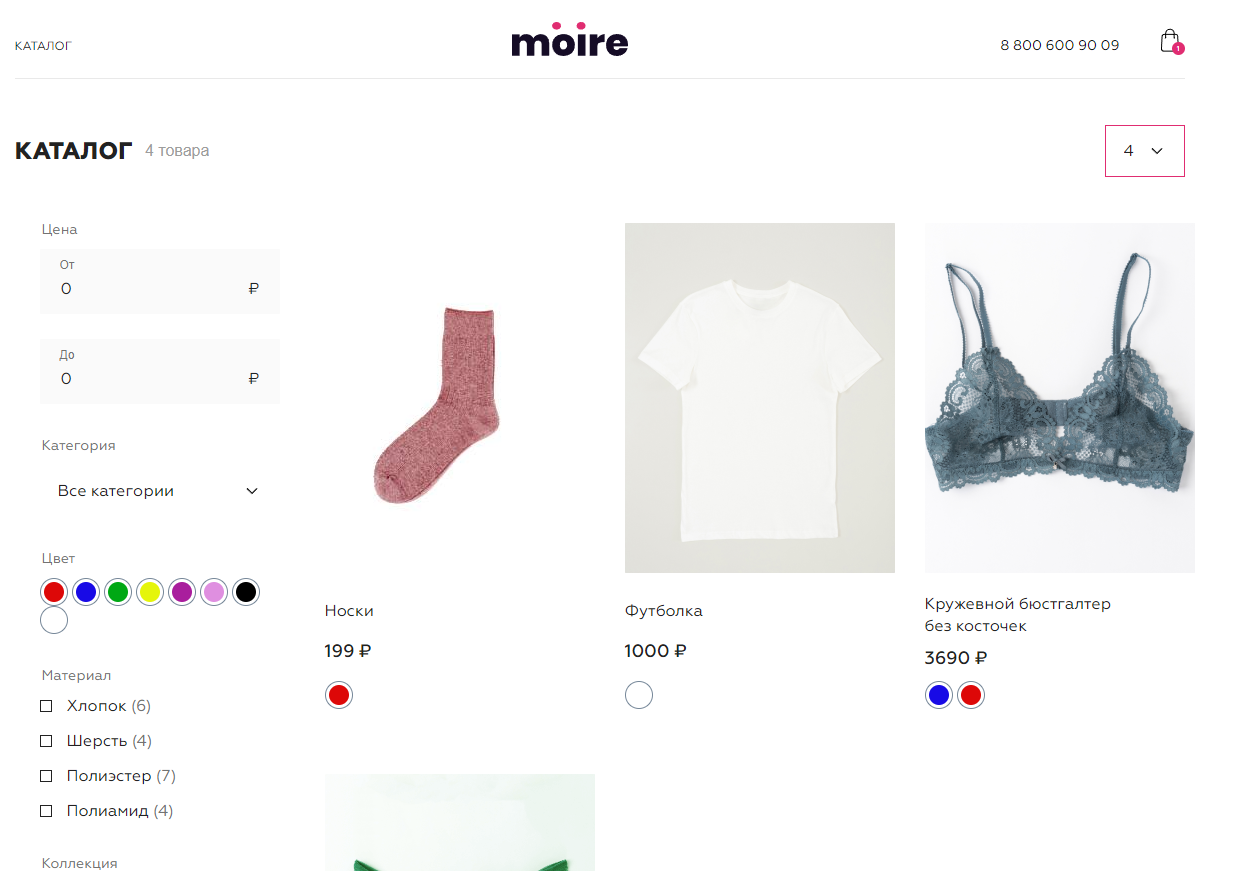 КАТАЛОГ
moire
8 800 600 90 09
1
КАТАЛОГ 4 товара
4
Цена
От
0 ₽
До
0 ₽
Категория
Все категории
Цвет
Материал
Хлопок (6)
Шерсть (4)
Полиэстер (7)
Полиамид (4)
Коллекция
Носки
199 ₽
Футболка
1000 ₽
Кружевной бюстгалтер
без косточек
3690 ₽